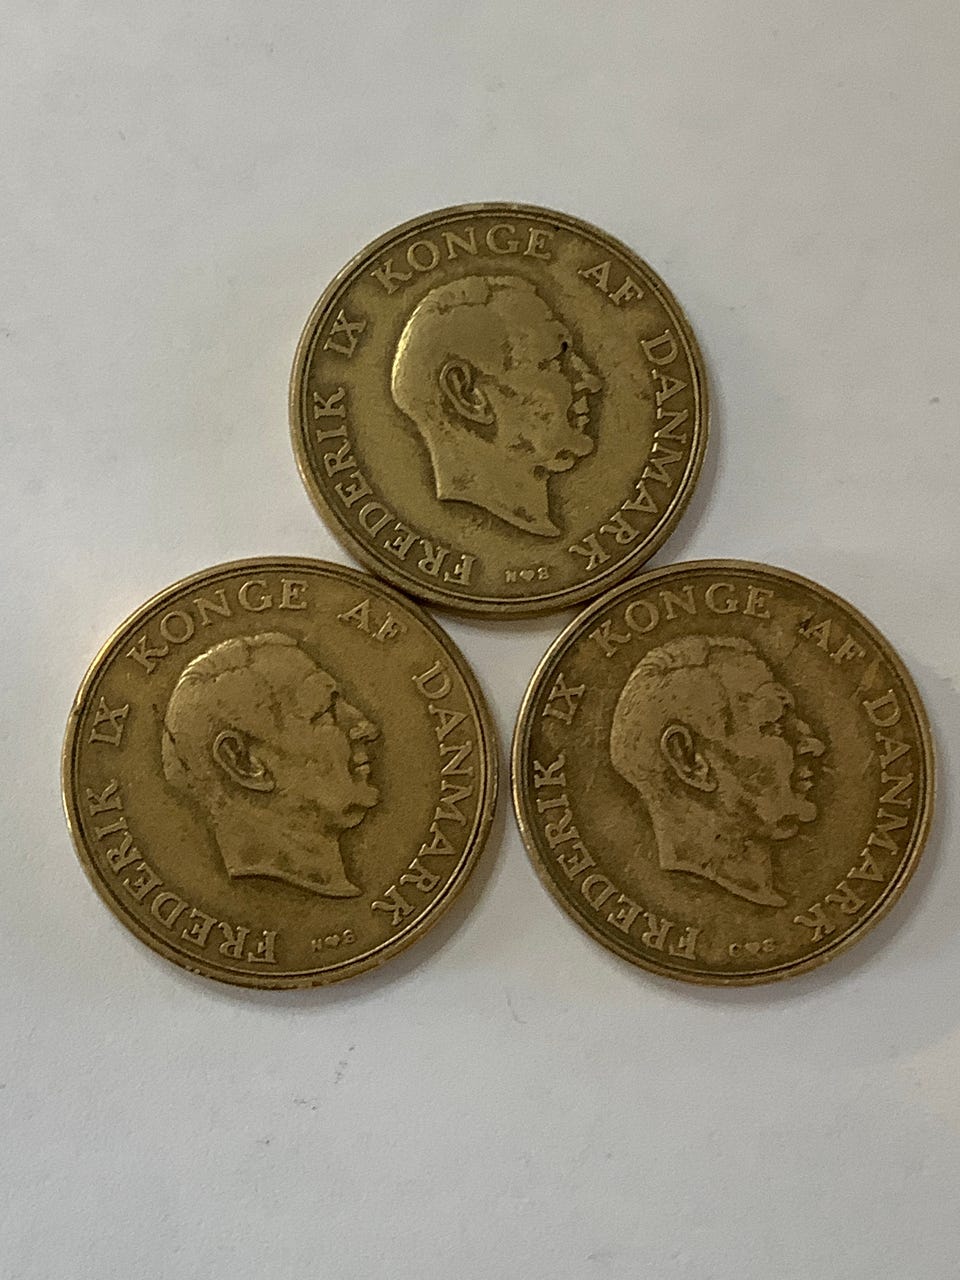 FREDERIK IX KONGE AF DANMARK
N♥S
FREDERIK IX KONGE AF DANMARK
N♥S
FREDERIK IX KONGE AF DANMARK
C♥S